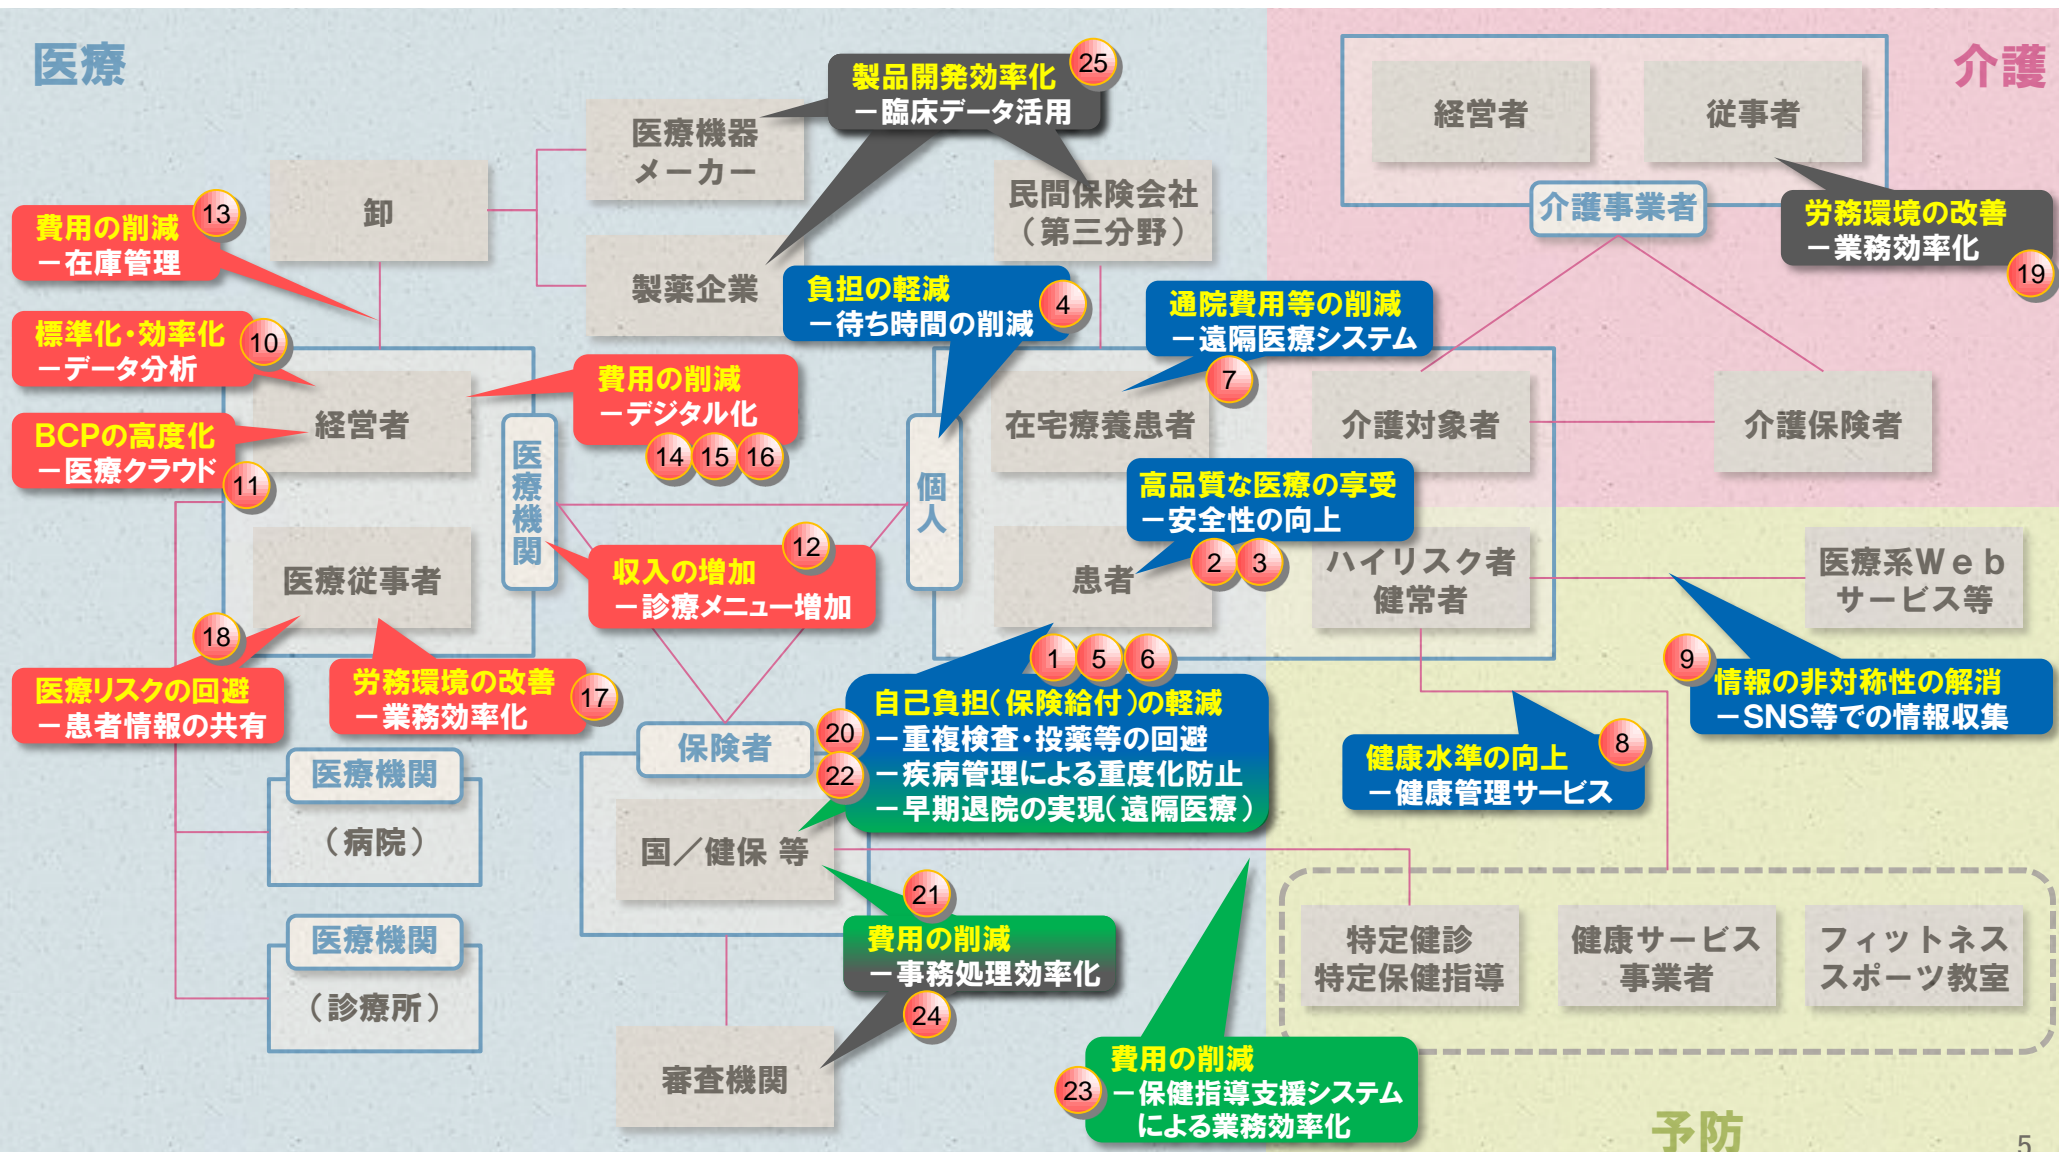 医療
介護
予防
製品開発効率化
－臨床データ活用
25
医療機器
メーカー
製薬企業
卸
民間保険会社
（第三分野）
経営者
従事者
介護事業者
労務環境の改善
－業務効率化
19
費用の削減
－在庫管理
13
標準化・効率化
－データ分析
10
BCPの高度化
－医療クラウド
11
経営者
費用の削減
－デジタル化
14
15
16
医療機関
医療従事者
収入の増加
－診療メニュー増加
12
18
医療リスクの回避
－患者情報の共有
労務環境の改善
－業務効率化
17
負担の軽減
－待ち時間の削減
4
通院費用等の削減
－遠隔医療システム
7
個人
在宅療養患者
介護対象者
介護保険者
高品質な医療の享受
－安全性の向上
2
3
患者
ハイリスク者
健常者
医療系Ｗｅｂ
サービス等
1
5
6
自己負担（保険給付）の軽減
－重複検査・投薬等の回避
－疾病管理による重度化防止
－早期退院の実現（遠隔医療）
20
22
9
情報の非対称性の解消
－SNS等での情報収集
健康水準の向上
－健康管理サービス
8
保険者
国／健保 等
医療機関
（病院）
医療機関
（診療所）
21
費用の削減
－事務処理効率化
24
審査機関
特定健診
特定保健指導
健康サービス
事業者
フィットネス
スポーツ教室
費用の削減
－保健指導支援システム
による業務効率化
23
5